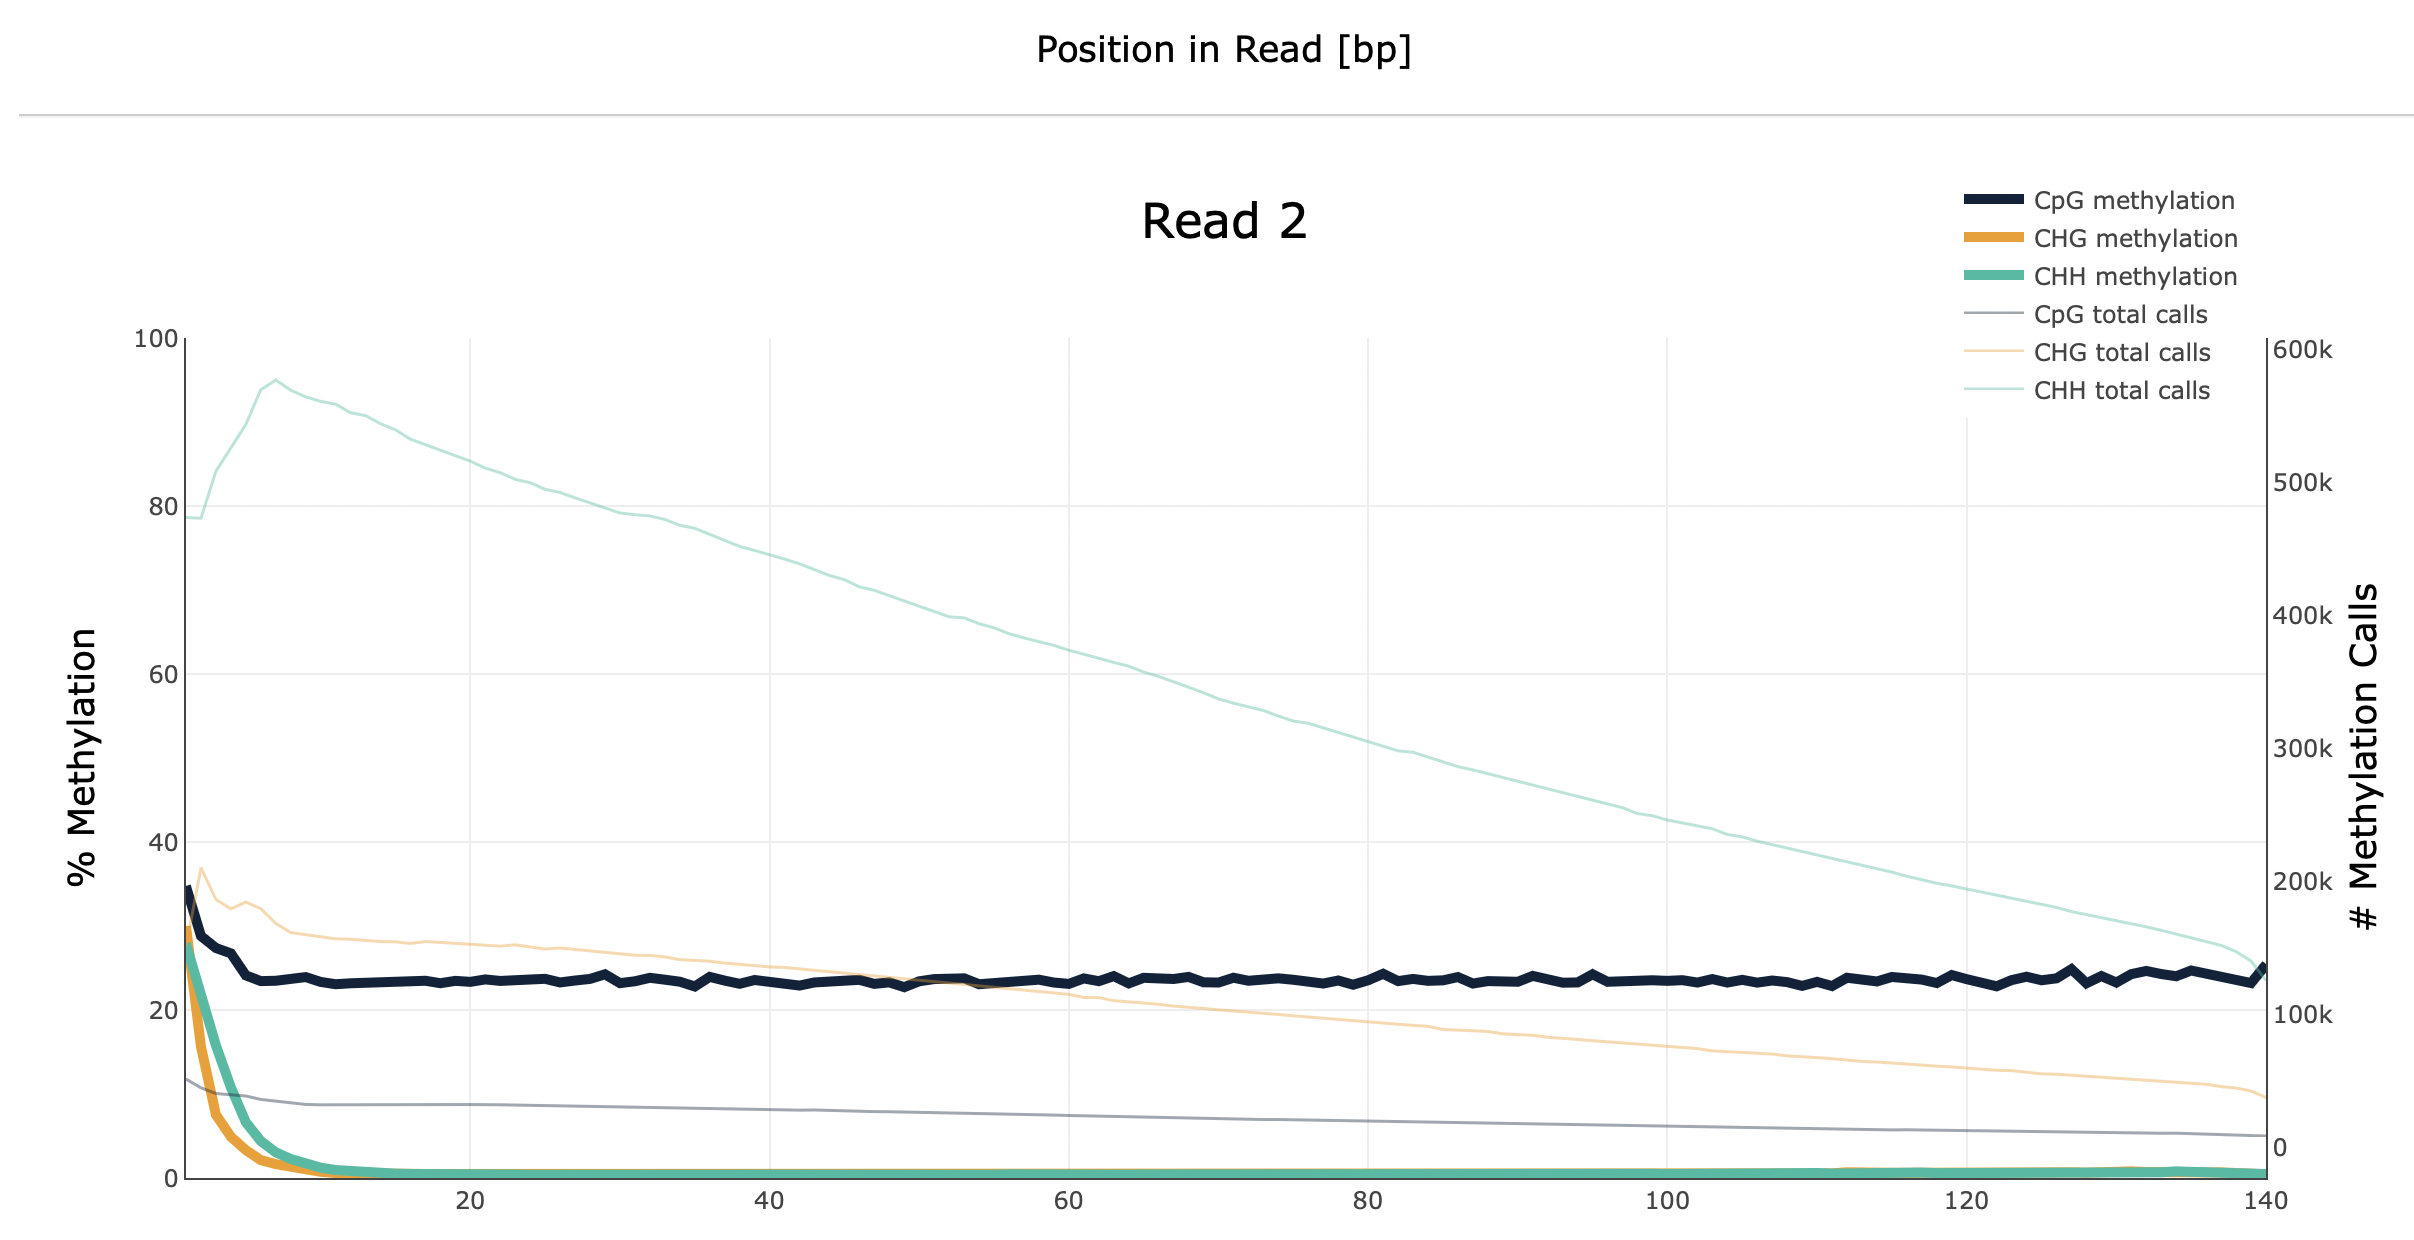 Position in Read [bp]
Read 2
CpG methylation
CHG methylation
CHH methylation
CpG total calls
CHG total calls
CHH total calls
100
80
60
40
20
0
% Methylation
600k
500k
400k
300k
200k
100k
0
# Methylation Calls
20
40
60
80
100
120
140